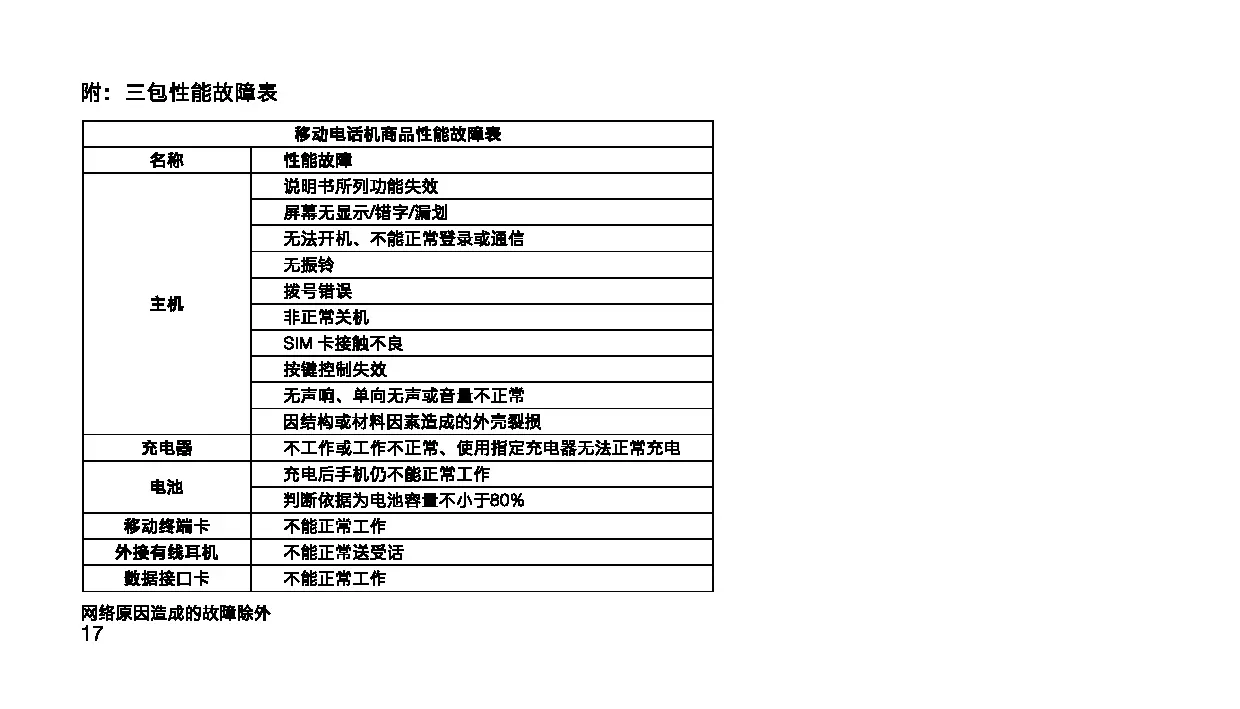 附：三包性能故障表
移动电话机商品性能故障表
名称 性能故障
主机
说明书所列功能失效
屏幕无显示/错字/漏划
无法开机、不能正常登录或通信
无振铃
拨号错误
非正常关机
SIM 卡接触不良
按键控制失效
无声响、单向无声或音量不正常
因结构或材料因素造成的外壳裂损
充电器 不工作或工作不正常、使用指定充电器无法正常充电
电池
充电后手机仍不能正常工作
判断依据为电池容量不小于80%
移动终端卡 不能正常工作
外接有线耳机 不能正常送受话
数据接口卡 不能正常工作
网络原因造成的故障除外
17